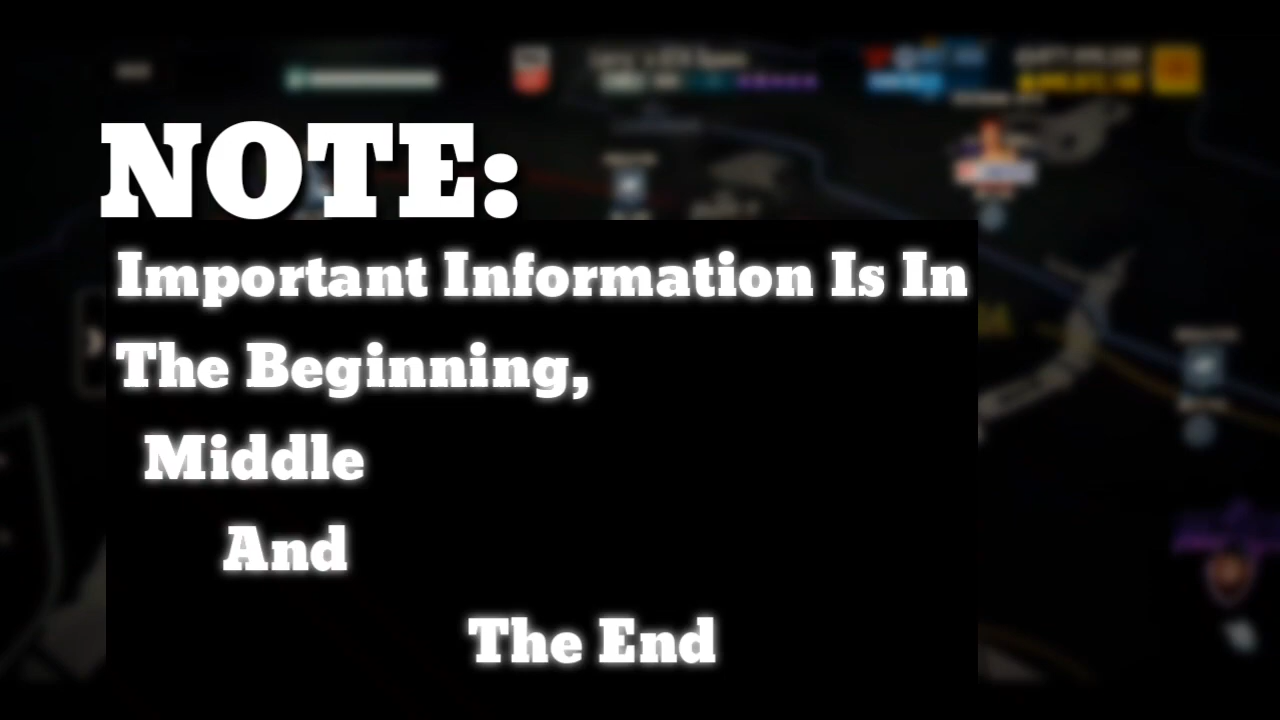 NOTE:
Important Information Is In
The Beginning,
Middle
And
The End